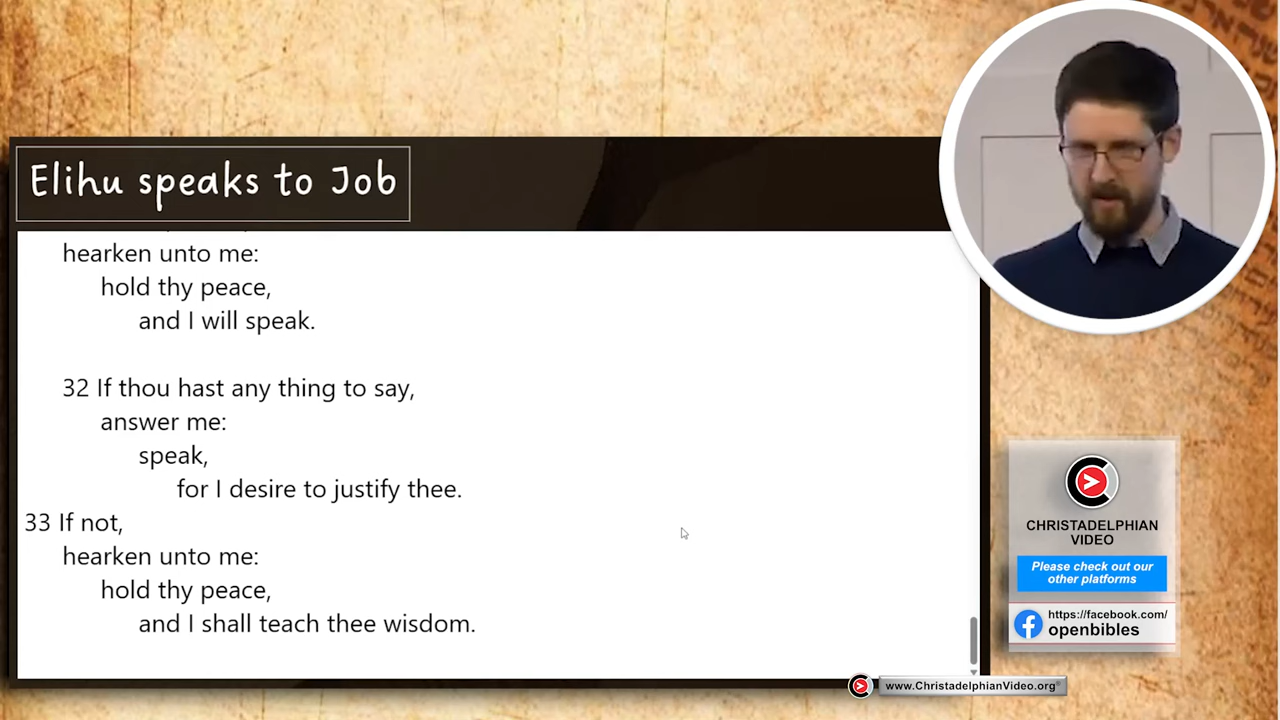 Elihu speaks to Job
hearken unto me:
hold thy peace,
and I will speak.
32 If thou hast any thing to say,
answer me:
speak,
for I desire to justify thee.
33 If not,
hearken unto me:
hold thy peace,
and I shall teach thee wisdom.
CHRISTADELPHIAN
VIDEO
Please check out our
other platforms
https://facebook.com/
openbibles
www.ChristadelphianVideo.org